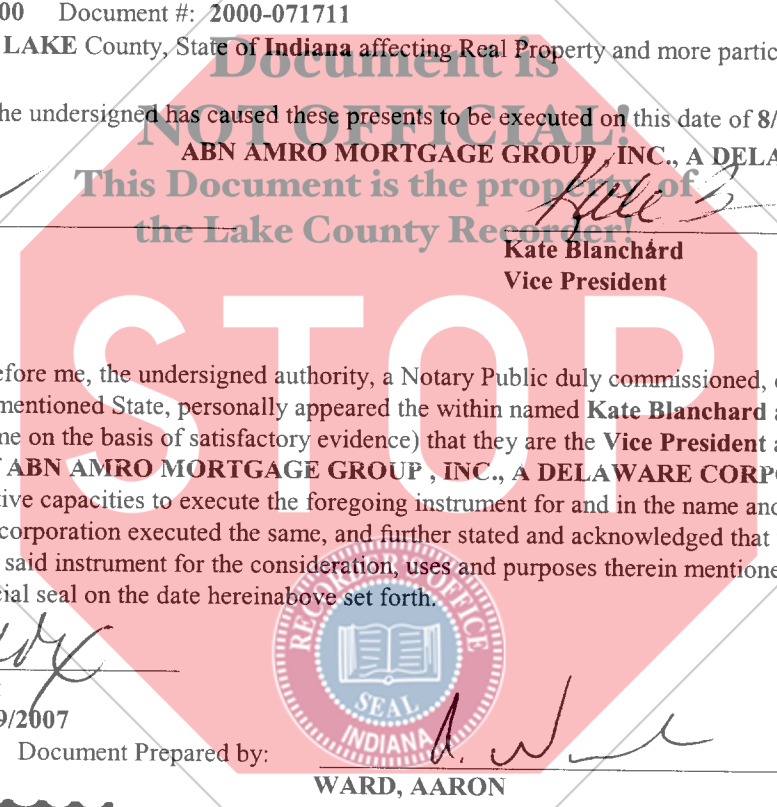 00 Document #: 2000-071711
LAKE County, State of Indiana affecting Real Property and more partic
Document is
NOT OFFICIAL!
he undersigned has caused these presents to be executed on this date of 8/
ABN AMRO MORTGAGE GROUP , INC., A DELA
This Document is the property of
the Lake County Recorder!
Kate Blanchard
Vice President
STOP
efore me, the undersigned authority, a Notary Public duly commissioned,
mentioned State, personally appeared the within named Kate Blanchard a
me on the basis of satisfactory evidence) that they are the Vice President a
ABN AMRO MORTGAGE GROUP , INC., A DELAWARE CORP
tive capacities to execute the foregoing instrument for and in the name and
corporation executed the same, and further stated and acknowledged that
said instrument for the consideration, uses and purposes therein mentione
cial seal on the date hereinabove set forth.
RECORDER'S OFFICE
SEAL
INDIANA
9/2007
Document Prepared by:
WARD, AARON